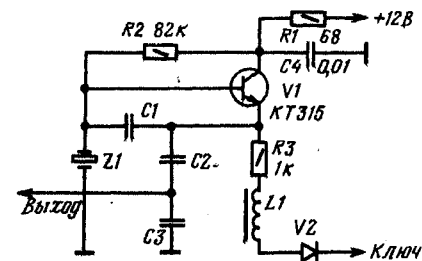 R2 82к
R1 68
+12В
C4 0,01
V1
КТ315
C1
Z1
C2
R3
1к
Выход
L1
V2
C3
Ключ